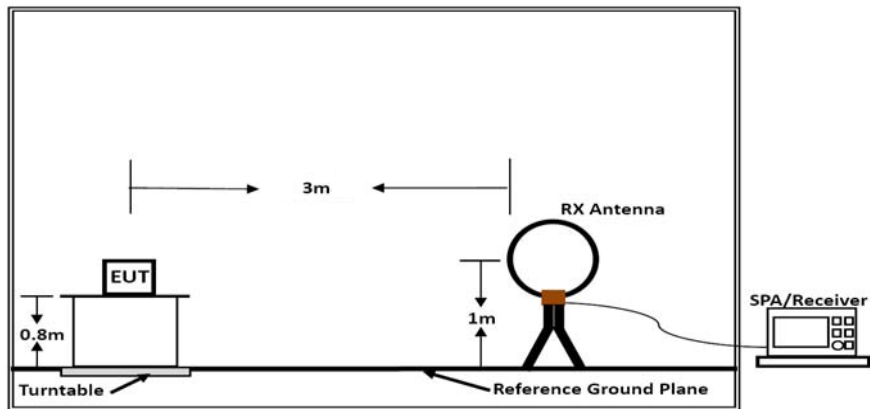 3m
RX Antenna
EUT
SPA/Receiver
0.8m
1m
Turntable
Reference Ground Plane